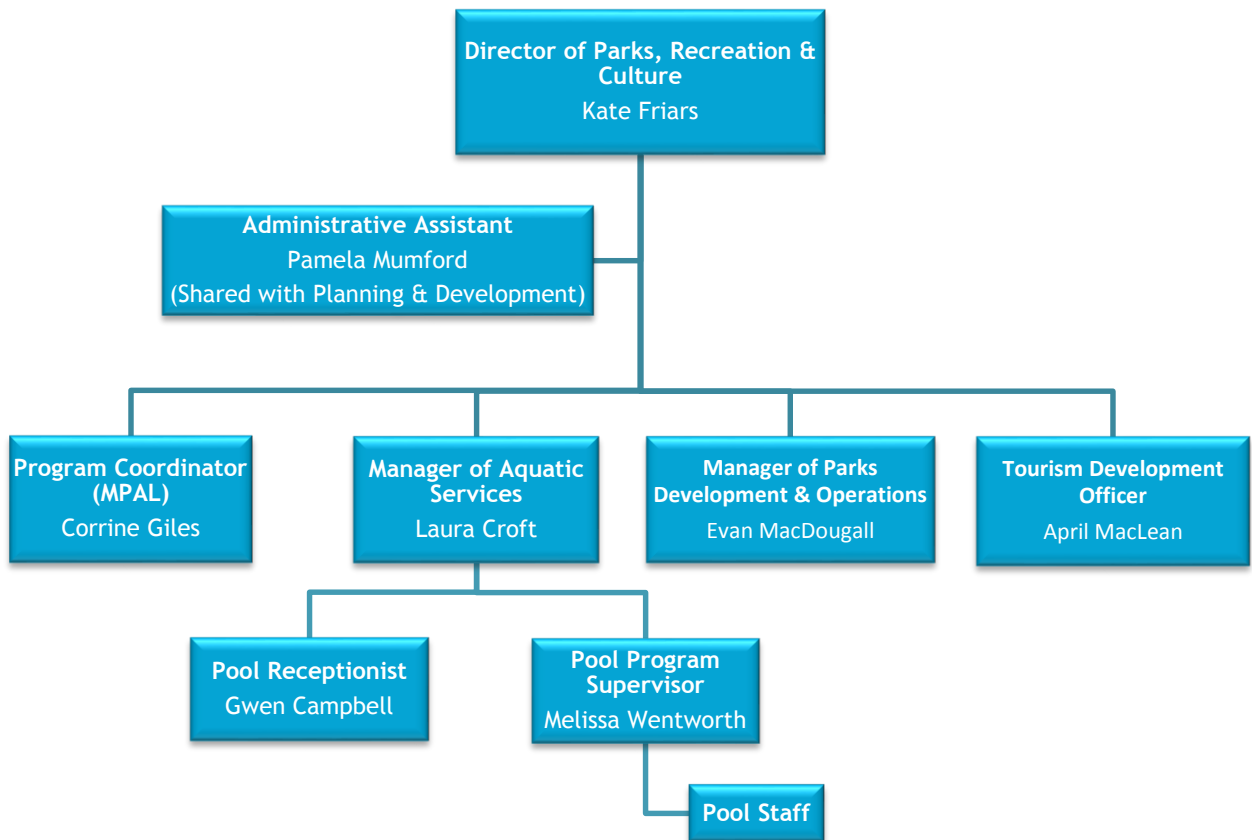 Director of Parks, Recreation &
Culture
Kate Friars
Administrative Assistant
Pamela Mumford
(Shared with Planning & Development)
Program Coordinator
(MPAL)
Corrine Giles
Manager of Aquatic
Services
Laura Croft
Manager of Parks
Development & Operations
Evan MacDougall
Tourism Development
Officer
April MacLean
Pool Receptionist
Gwen Campbell
Pool Program
Supervisor
Melissa Wentworth
Pool Staff